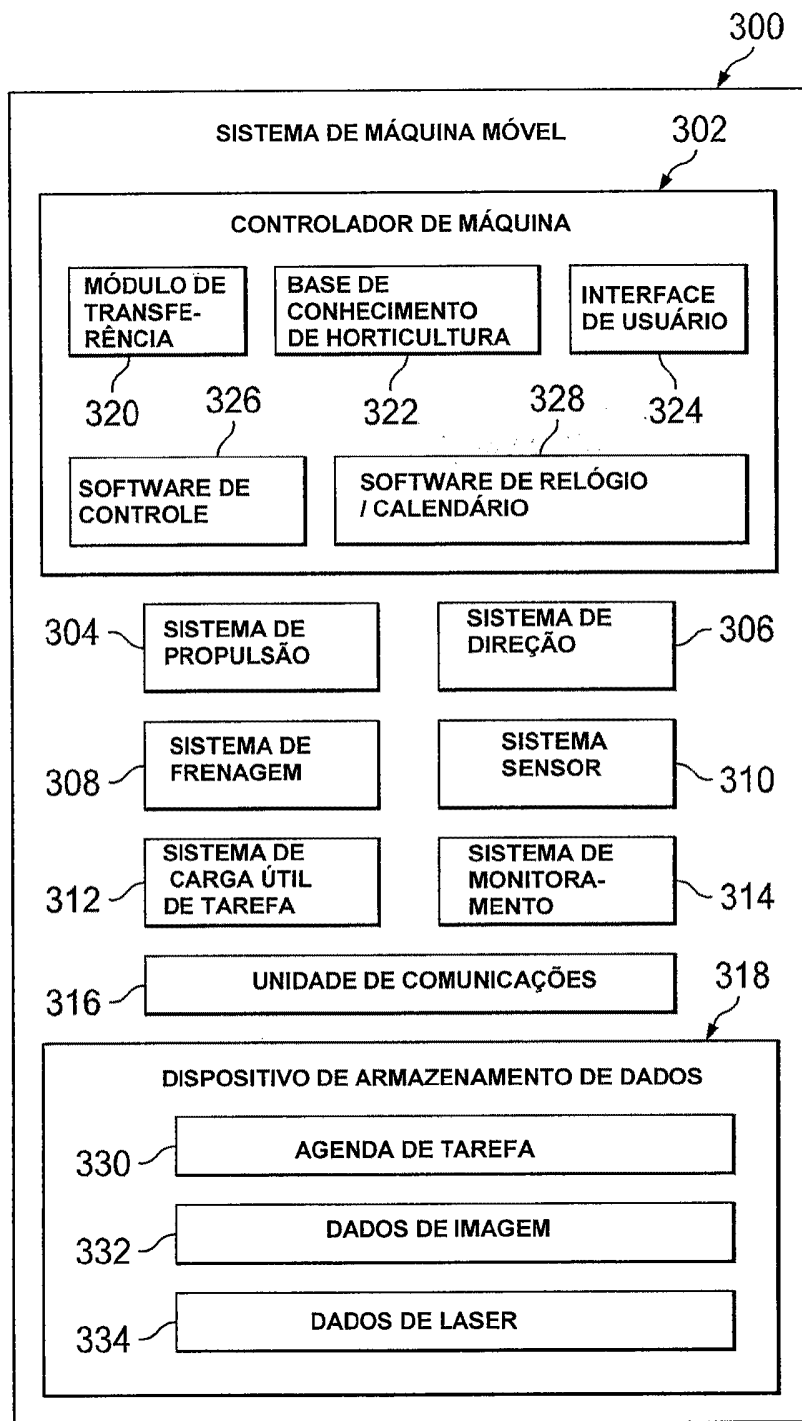 300
SISTEMA DE MÁQUINA MÓVEL
302
CONTROLADOR DE MÁQUINA
MÓDULO DE
TRANSFE-
RÊNCIA
BASE DE
CONHECIMENTO
DE HORTICULTURA
INTERFACE
DE USUÁRIO
320
326
322
328
324
SOFTWARE DE
CONTROLE
SOFTWARE DE RELÓGIO
/ CALENDÁRIO
304
SISTEMA DE
PROPULSÃO
SISTEMA DE
DIREÇÃO
306
308
SISTEMA DE
FRENAGEM
SISTEMA
SENSOR
310
312
SISTEMA DE
CARGA ÚTIL
DE TAREFA
SISTEMA DE
MONITORA-
MENTO
314
316
UNIDADE DE COMUNICAÇÕES
318
DISPOSITIVO DE ARMAZENAMENTO DE DADOS
330
AGENDA DE TAREFA
332
DADOS DE IMAGEM
334
DADOS DE LASER